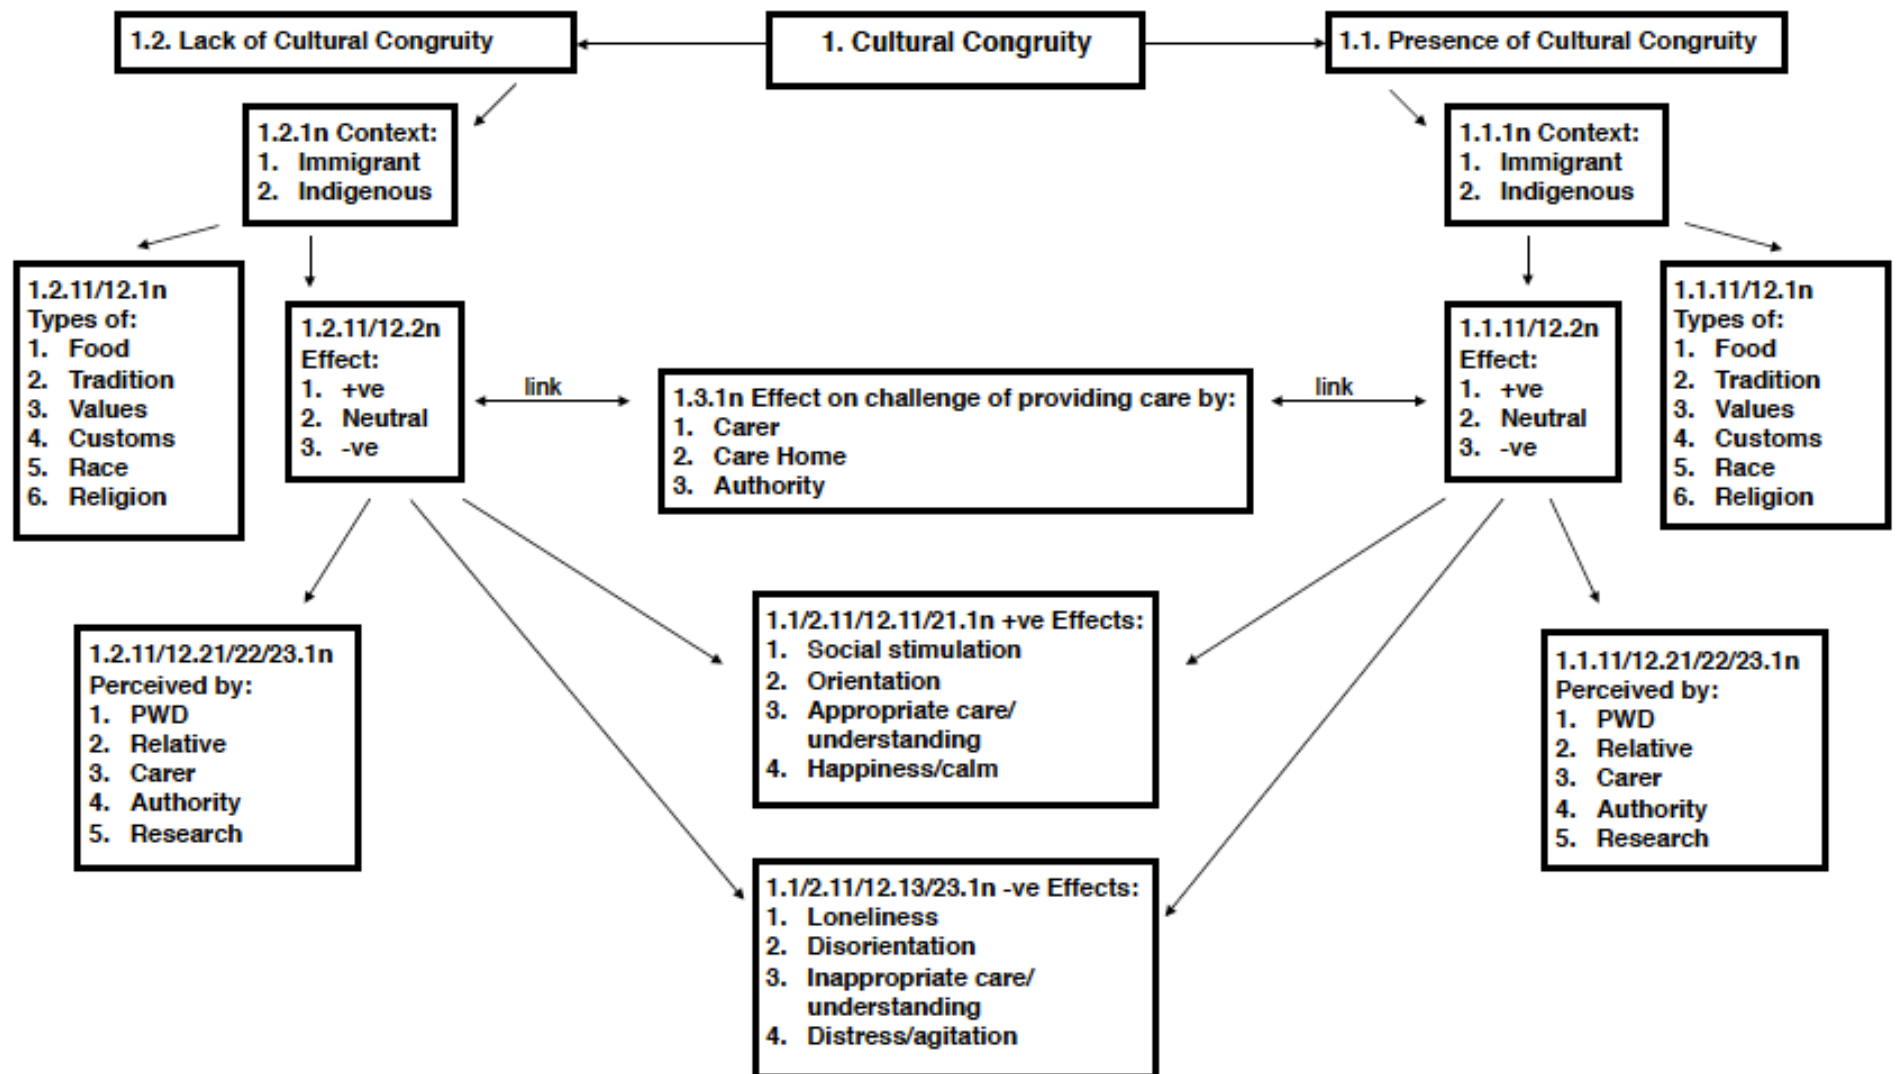 1.2. Lack of Cultural Congruity
1. Cultural Congruity
1.1. Presence of Cultural Congruity
1.2.1n Context:
1. Immigrant
2. Indigenous
1.1.1n Context:
1. Immigrant
2. Indigenous
1.2.11/12.1n
Types of:
1. Food
2. Tradition
3. Values
4. Customs
5. Race
6. Religion
1.2.11/12.2n
Effect:
1. +ve
2. Neutral
3. -ve
link
1.3.1n Effect on challenge of providing care by:
1. Carer
2. Care Home
3. Authority
link
1.1.11/12.2n
Effect:
1. +ve
2. Neutral
3. -ve
1.1.11/12.1n
Types of:
1. Food
2. Tradition
3. Values
4. Customs
5. Race
6. Religion
1.2.11/12.21/22/23.1n
Perceived by:
1. PWD
2. Relative
3. Carer
4. Authority
5. Research
1.1/2.11/12.11/21.1n +ve Effects:
1. Social stimulation
2. Orientation
3. Appropriate care/
understanding
4. Happiness/calm
1.1.11/12.21/22/23.1n
Perceived by:
1. PWD
2. Relative
3. Carer
4. Authority
5. Research
1.1/2.11/12.13/23.1n -ve Effects:
1. Loneliness
2. Disorientation
3. Inappropriate care/
understanding
4. Distress/agitation